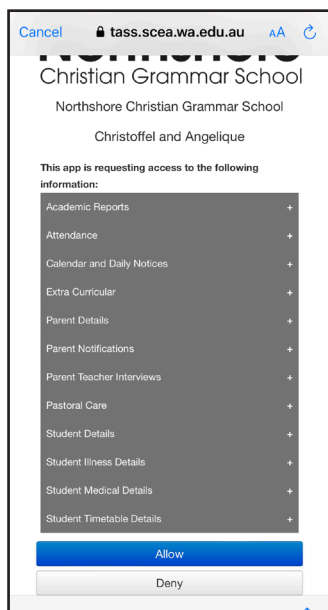 Cancel tass.scea.wa.edu.au AA
Northshore
Christian Grammar School
Northshore Christian Grammar School
Christoffel and Angelique
This app is requesting access to the following
information:
Academic Reports +
Attendance +
Calendar and Daily Notices +
Extra Curricular +
Parent Details +
Parent Notifications +
Parent Teacher Interviews +
Pastoral Care +
Student Details +
Student Illness Details +
Student Medical Details +
Student Timetable Details +
Allow
Deny